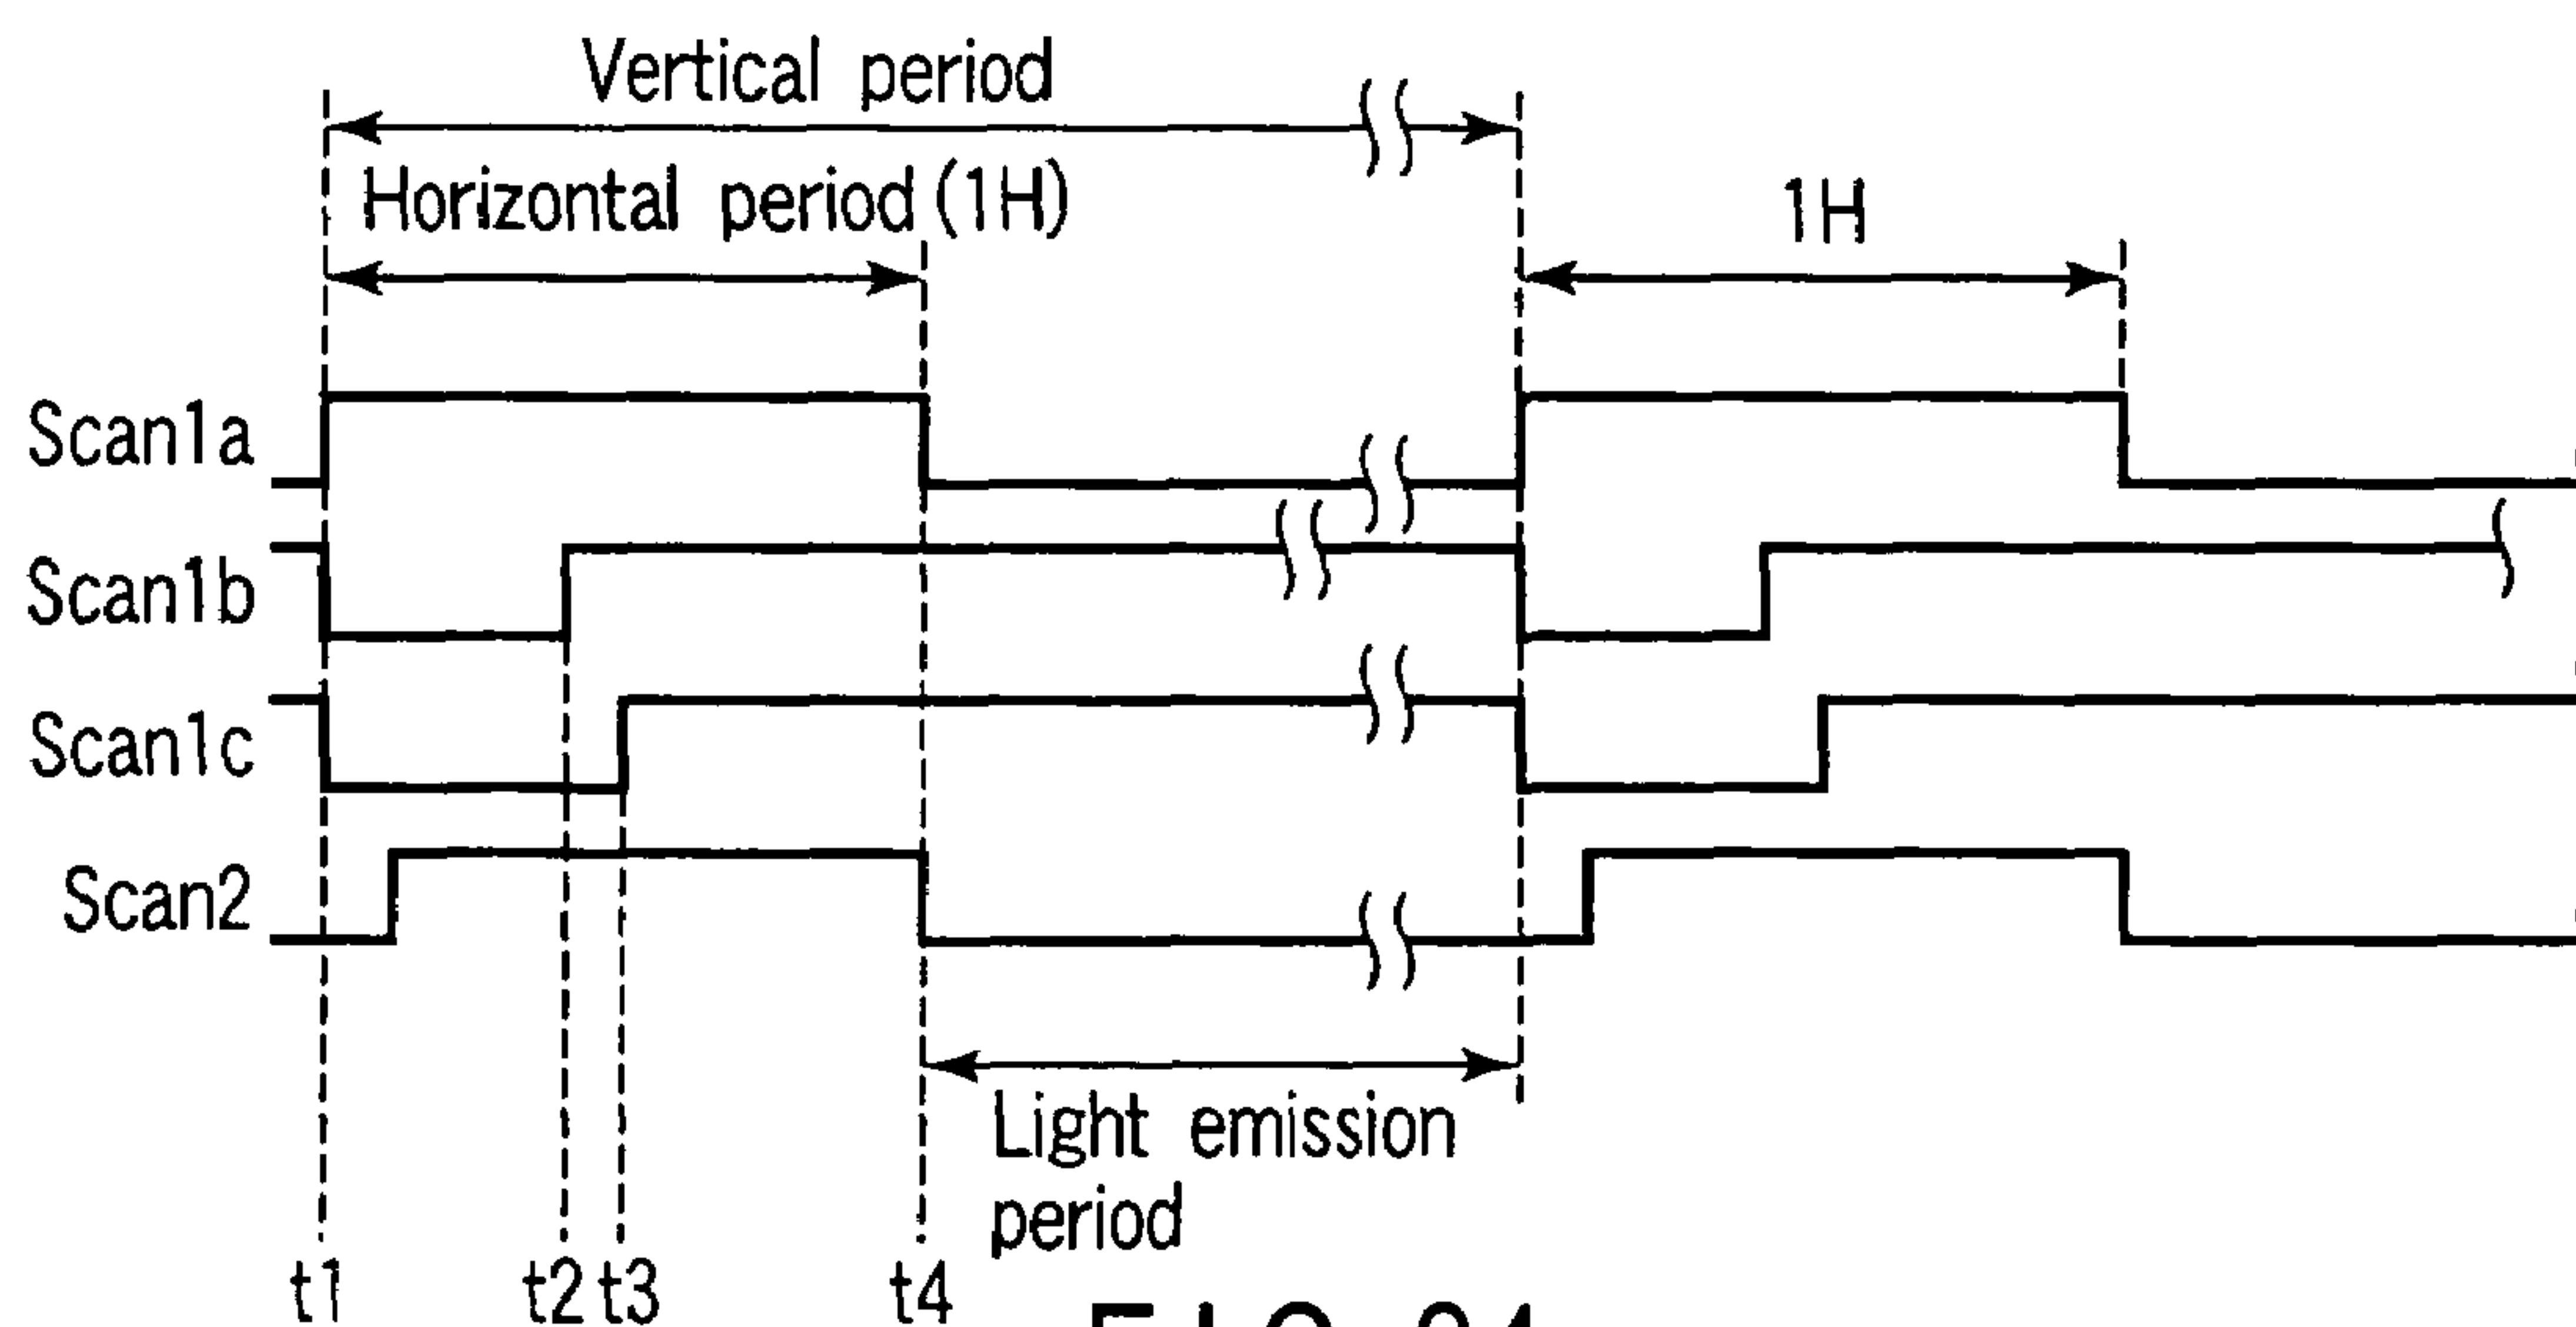 Vertical period
Horizontal period (1H)
1H
Scan1a
Scan1b
Scan1c
Scan2
Light emission
period
t1 t2 t3 t4